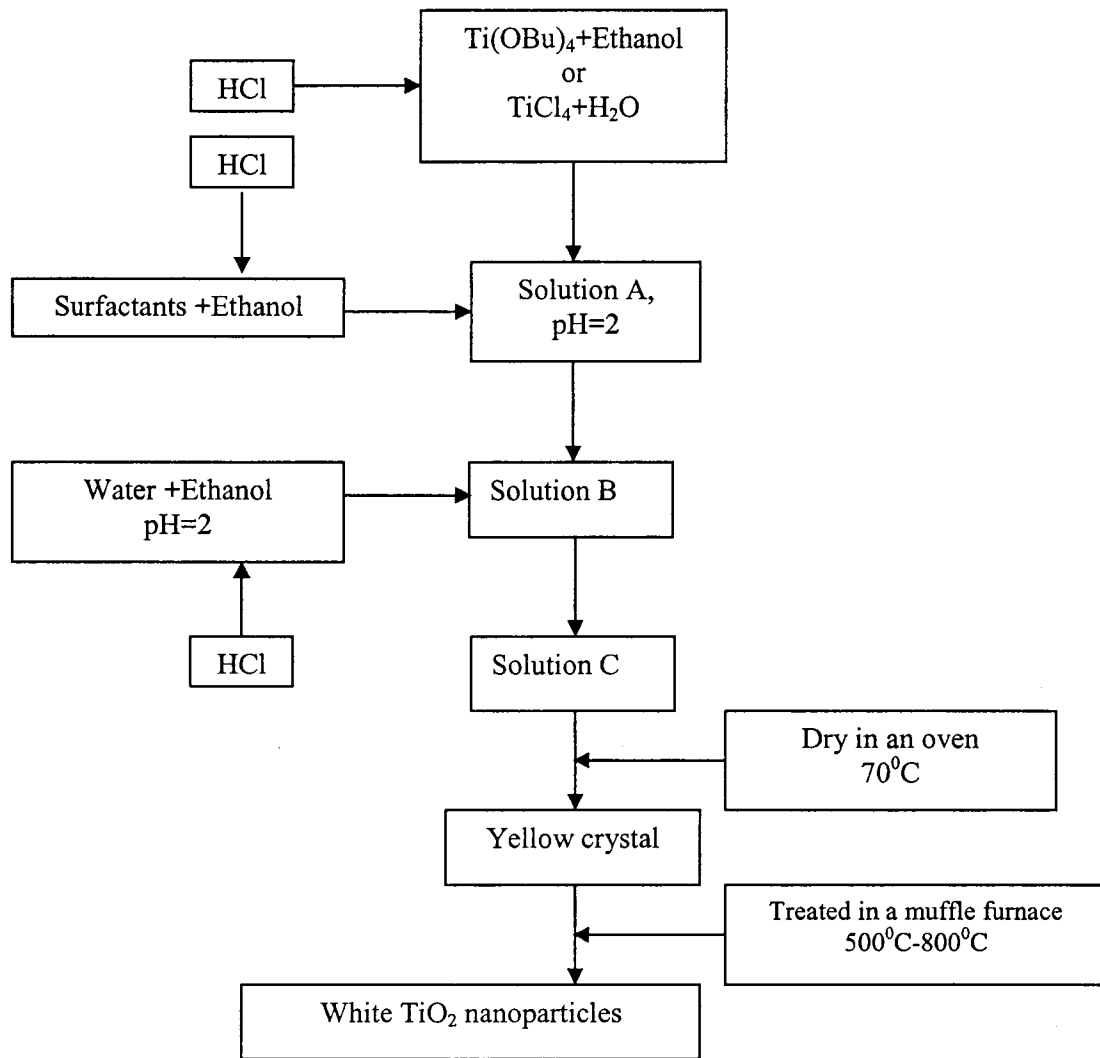 Ti(OBu)₄+Ethanol
or
TiCl₄+H₂O
HCl
HCl
Surfactants +Ethanol
Solution A,
pH=2
Water +Ethanol
pH=2
Solution B
HCl
Solution C
Dry in an oven
70⁰C
Yellow crystal
Treated in a muffle furnace
500⁰C-800⁰C
White TiO₂ nanoparticles